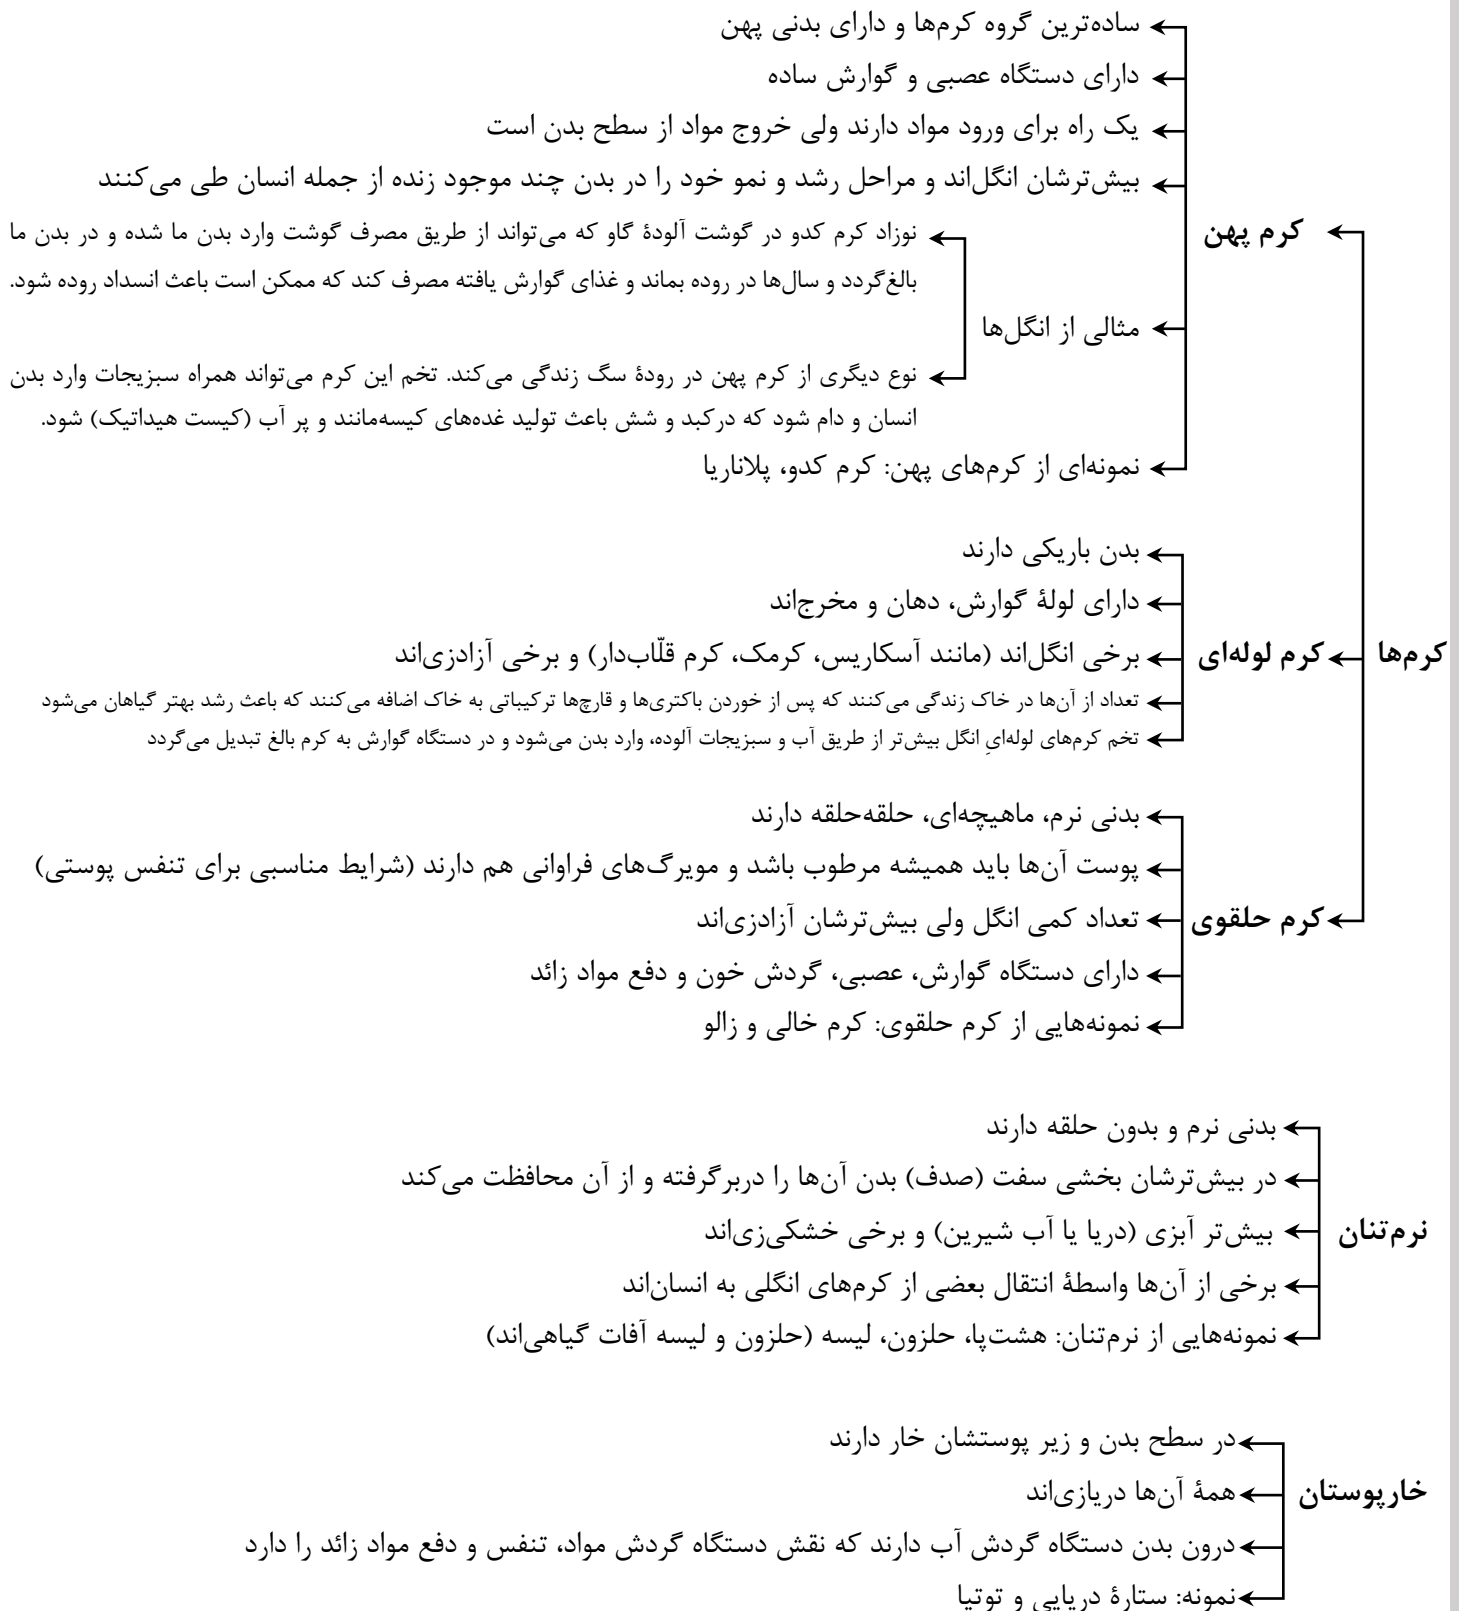 ساده‌ترین گروه کرم‌ها و دارای بدنی پهن
دارای دستگاه عصبی و گوارش ساده
یک راه برای ورود مواد دارند ولی خروج مواد از سطح بدن است
بیش‌ترشان انگل‌اند و مراحل رشد و نمو خود را در بدن چند موجود زنده از جمله انسان طی می‌کنند
کرم پهن
نوزاد کرم کدو در گوشت آلودۀ گاو که می‌تواند از طریق مصرف گوشت وارد بدن ما شده و در بدن ما
بالغ‌گردد و سال‌ها در روده بماند و غذای گوارش یافته مصرف کند که ممکن است باعث انسداد روده شود.
مثالی از انگل‌ها
نوع دیگری از کرم پهن در رودۀ سگ زندگی می‌کند. تخم این کرم می‌تواند همراه سبزیجات وارد بدن
انسان و دام شود که درکبد و شش باعث تولید غده‌های کیسه‌مانند و پر آب (کیست هیداتیک) شود.
نمونه‌ای از کرم‌های پهن: کرم کدو، پلاناریا
بدن باریکی دارند
دارای لولۀ گوارش، دهان و مخرج‌اند
کرم‌ها
کرم لوله‌ای
برخی انگل‌اند (مانند آسکاریس، کرمک، کرم قلّاب‌دار) و برخی آزادزی‌اند
تعداد از آن‌ها در خاک زندگی می‌کنند که پس از خوردن باکتری‌ها و قارچ‌ها ترکیباتی به خاک اضافه می‌کنند که باعث رشد بهتر گیاهان می‌شود
تخم کرم‌های لوله‌ایِ انگل بیش‌تر از طریق آب و سبزیجات آلوده، وارد بدن می‌شود و در دستگاه گوارش به کرم بالغ تبدیل می‌گردد
بدنی نرم، ماهیچه‌ای، حلقه‌حلقه دارند
پوست آن‌ها باید همیشه مرطوب باشد و مویرگ‌های فراوانی هم دارند (شرایط مناسبی برای تنفس پوستی)
کرم حلقوی
تعداد کمی انگل ولی بیش‌ترشان آزادزی‌اند
دارای دستگاه گوارش، عصبی، گردش خون و دفع مواد زائد
نمونه‌هایی از کرم حلقوی: کرم خالی و زالو
بدنی نرم و بدون حلقه دارند
در بیش‌ترشان بخشی سفت (صدف) بدن آن‌ها را دربرگرفته و از آن محافظت می‌کند
نرم‌تنان
بیش‌تر آبزی (دریا یا آب شیرین) و برخی خشکی‌زی‌اند
برخی از آن‌ها واسطۀ انتقال بعضی از کرم‌های انگلی به انسان‌اند
نمونه‌هایی از نرم‌تنان: هشت‌پا، حلزون، لیسه (حلزون و لیسه آفات گیاهی‌اند)
در سطح بدن و زیر پوستشان خار دارند
خارپوستان
همۀ آن‌ها دریازی‌اند
درون بدن دستگاه گردش آب دارند که نقش دستگاه گردش مواد، تنفس و دفع مواد زائد را دارد
نمونه: ستارۀ دریایی و توتیا